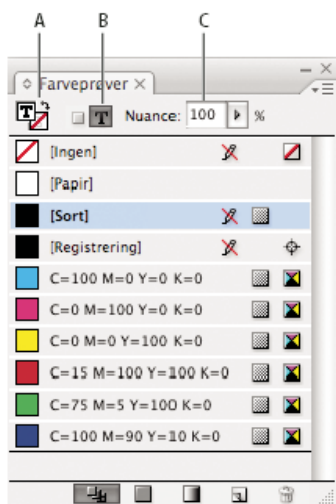 A B C
Farveprøver
T T Nuance: 100 %
[Ingen]
[Papir]
[Sort]
[Registrering]
C=100 M=0 Y=0 K=0
C=0 M=100 Y=0 K=0
C=0 M=0 Y=100 K=0
C=15 M=100 Y=100 K=0
C=75 M=5 Y=100 K=0
C=100 M=90 Y=10 K=0